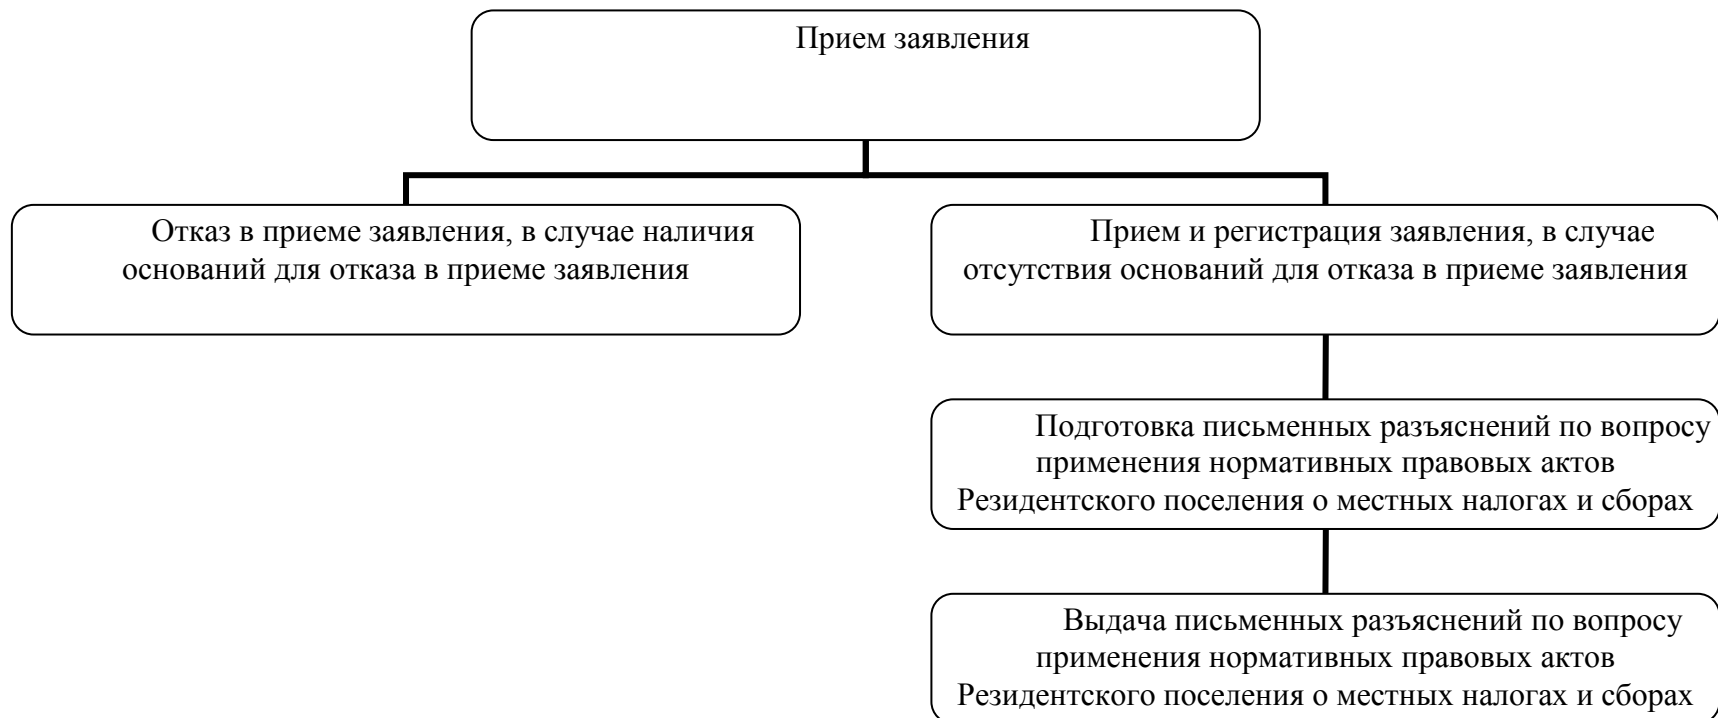 Прием заявления
Отказ в приеме заявления, в случае наличия
оснований для отказа в приеме заявления
Прием и регистрация заявления, в случае
отсутствия оснований для отказа в приеме заявления
Подготовка письменных разъяснений по вопросу
применения нормативных правовых актов
Резидентского поселения о местных налогах и сборах
Выдача письменных разъяснений по вопросу
применения нормативных правовых актов
Резидентского поселения о местных налогах и сборах